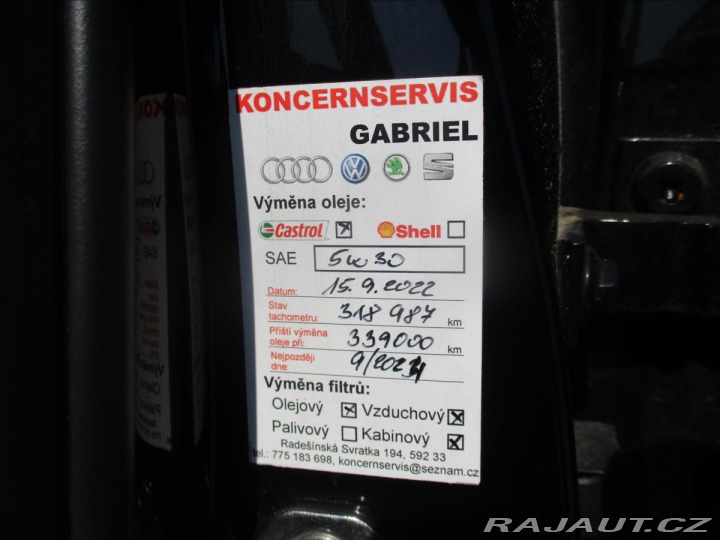 KONCERNSERVIS
GABRIEL
Výměna oleje:
Castrol Shell
SAE 5W30
Datum: 15.9.2022
Stav
tachometru: 318 987 km
Příští výměna
oleje při: 339000 km
Nejpozději
dne: 9/2024
Výměna filtrů:
Olejový Vzduchový
Palivový Kabinový
Radešínská Svratka 194, 592 33
tel.: 775 183 698, koncernservis@seznam.cz
RAJAUT.CZ